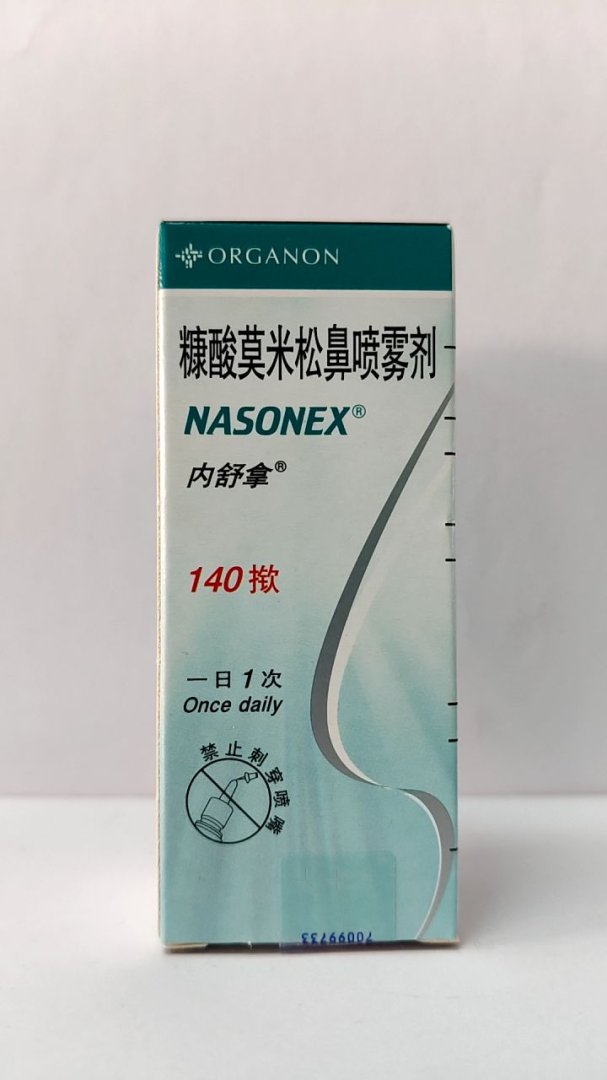 ORGANON
糠酸莫米松鼻喷雾剂
NASONEX®
内舒拿®
140揿
一日1次
Once daily
禁止刺穿喷嘴
70099733